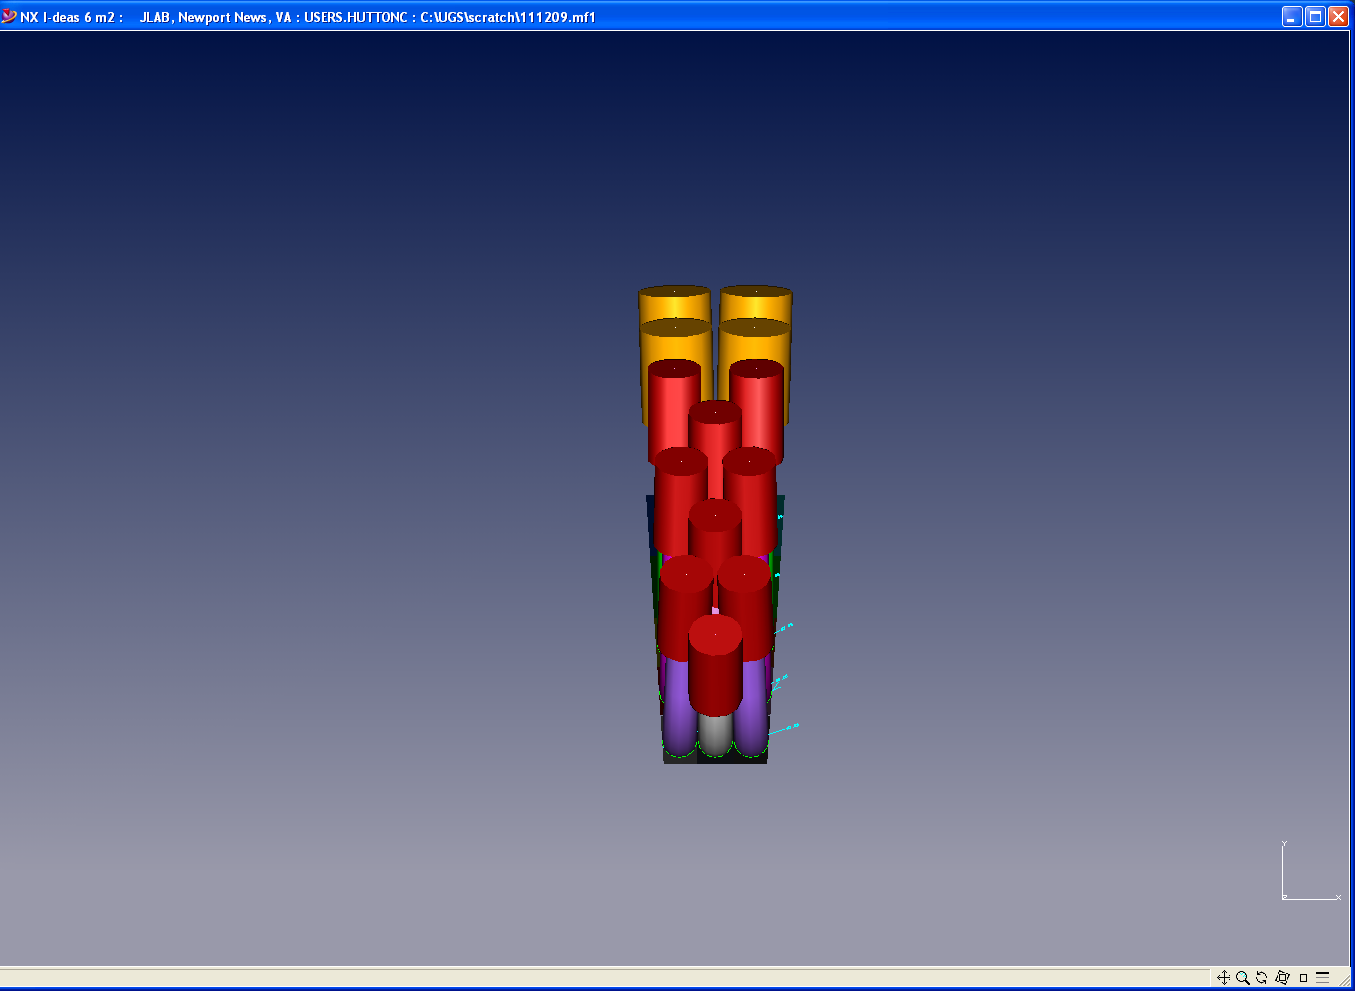 NX I-deas 6 m2 :    JLAB, Newport News, VA : USERS.HUTTONC : C:\UGS\scratch\111209.mf1
Y
X